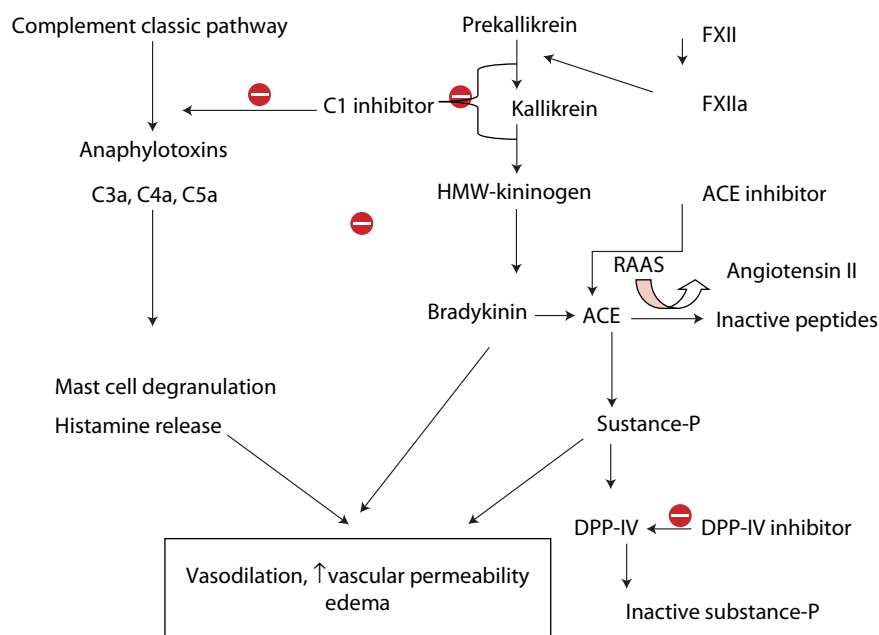 Complement classic pathway
Prekallikrein
FXII
C1 inhibitor
Kallikrein
FXIIa
Anaphylotoxins
C3a, C4a, C5a
HMW-kininogen
ACE inhibitor
RAAS
Angiotensin II
Bradykinin
ACE
Inactive peptides
Mast cell degranulation
Histamine release
Sustance-P
DPP-IV
DPP-IV inhibitor
Vasodilation, ↑vascular permeability
edema
Inactive substance-P